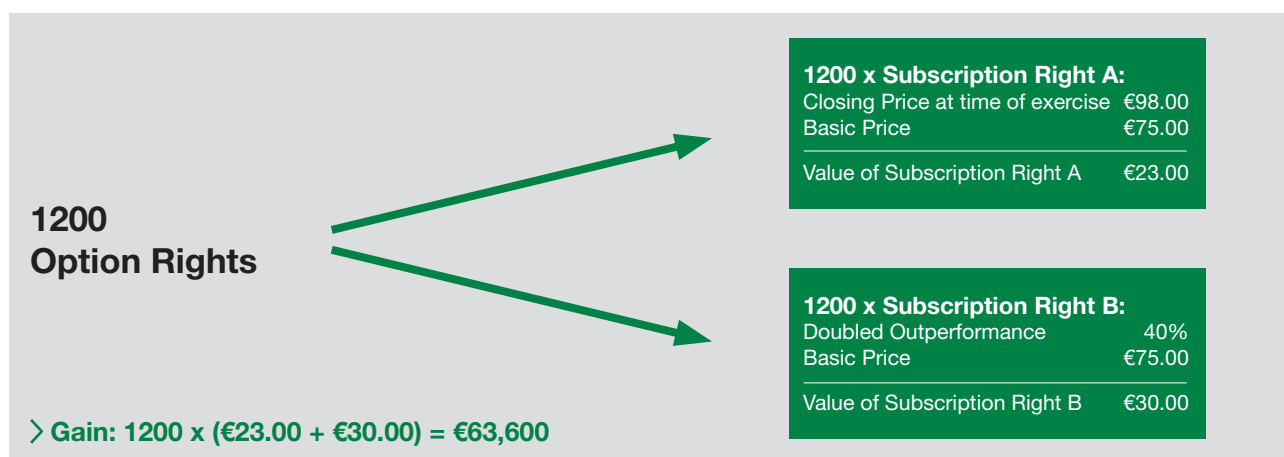 1200 x Subscription Right A:
Closing Price at time of exercise €98.00
Basic Price €75.00
Value of Subscription Right A €23.00
1200
Option Rights
1200 x Subscription Right B:
Doubled Outperformance 40%
Basic Price €75.00
Value of Subscription Right B €30.00
> Gain: 1200 x (€23.00 + €30.00) = €63,600